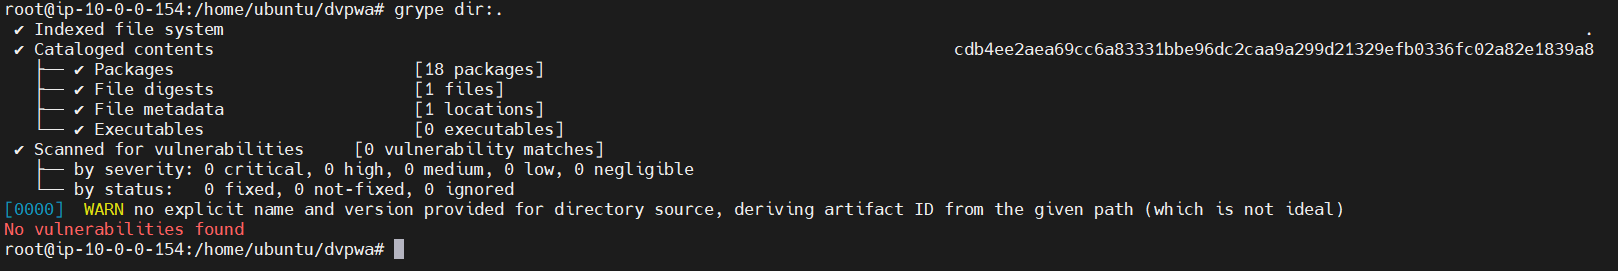 root@ip-10-0-0-154:/home/ubuntu/dvpwa# grype dir:.
✔ Indexed file system .
✔ Cataloged contents cdb4ee2aea69cc6a83331bbe96dc2caa9a299d21329efb0336fc02a82e1839a8
├── ✔ Packages [18 packages]
├── ✔ File digests [1 files]
├── ✔ File metadata [1 locations]
└── ✔ Executables [0 executables]
✔ Scanned for vulnerabilities [0 vulnerability matches]
├── by severity: 0 critical, 0 high, 0 medium, 0 low, 0 negligible
└── by status: 0 fixed, 0 not-fixed, 0 ignored
[0000] WARN no explicit name and version provided for directory source, deriving artifact ID from the given path (which is not ideal)
No vulnerabilities found
root@ip-10-0-0-154:/home/ubuntu/dvpwa#